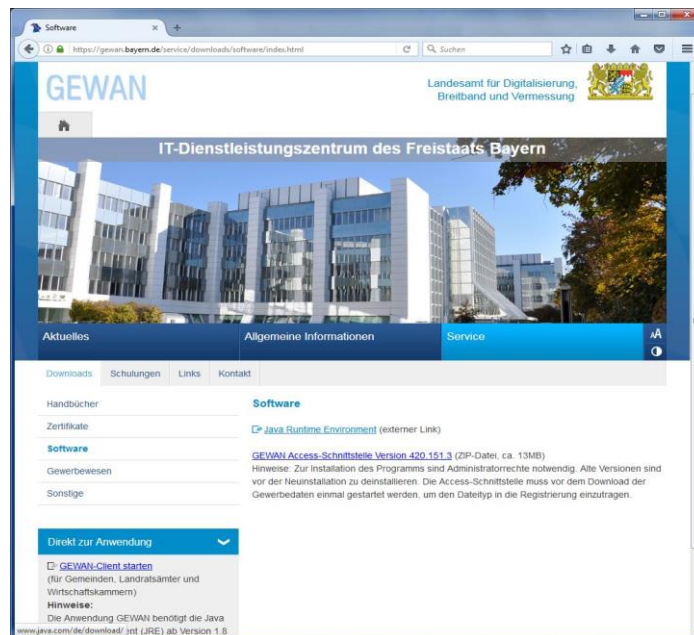 Software
https://gewan.bayern.de/service/downloads/software/index.html
Suchen
GEWAN
Landesamt für Digitalisierung,
Breitband und Vermessung
IT-Dienstleistungszentrum des Freistaats Bayern
Aktuelles
Allgemeine Informationen
Service
AA
Downloads
Schulungen
Links
Kontakt
Handbücher
Zertifikate
Software
Gewerbewesen
Sonstige
Software
Java Runtime Environment (externer Link)
GEWAN Access-Schnittstelle Version 420.151.3 (ZIP-Datei, ca. 13MB)
Hinweise: Zur Installation des Programms sind Administratorrechte notwendig. Alte Versionen sind
vor der Neuinstallation zu deinstallieren. Die Access-Schnittstelle muss vor dem Download der
Gewerbedaten einmal gestartet werden, um den Dateityp in die Registrierung einzutragen.
Direkt zur Anwendung
GEWAN-Client starten
(für Gemeinden, Landratsämter und
Wirtschaftskammern)
Hinweise:
Die Anwendung GEWAN benötigt die Java
www.java.com/de/download/ ent (JRE) ab Version 1.8